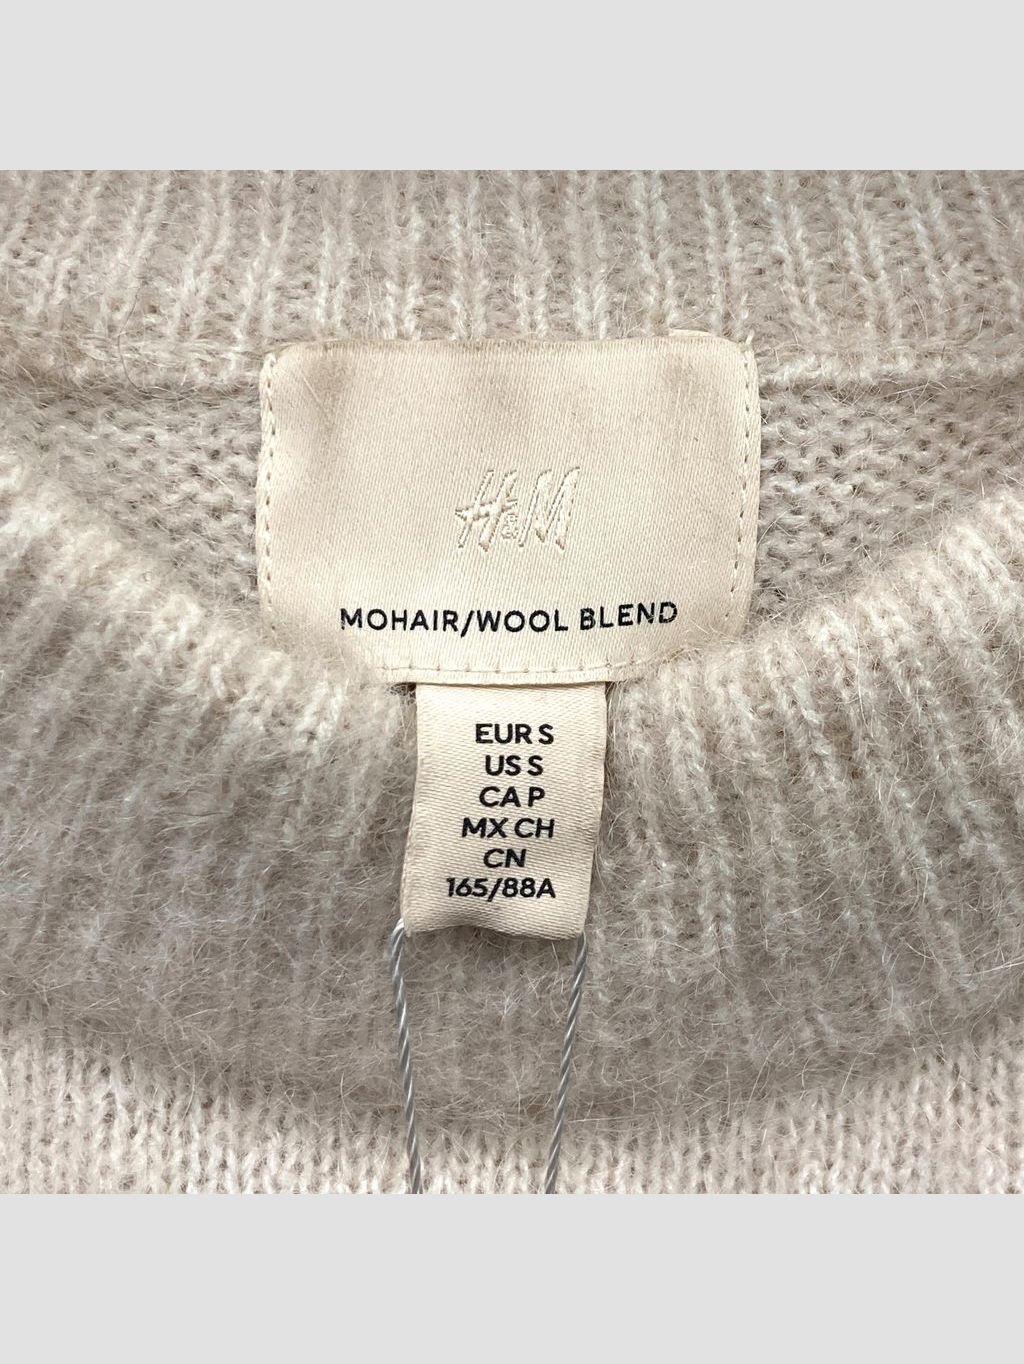 H&M
MOHAIR/WOOL BLEND
EUR S
US S
CA P
MX CH
CN
165/88A